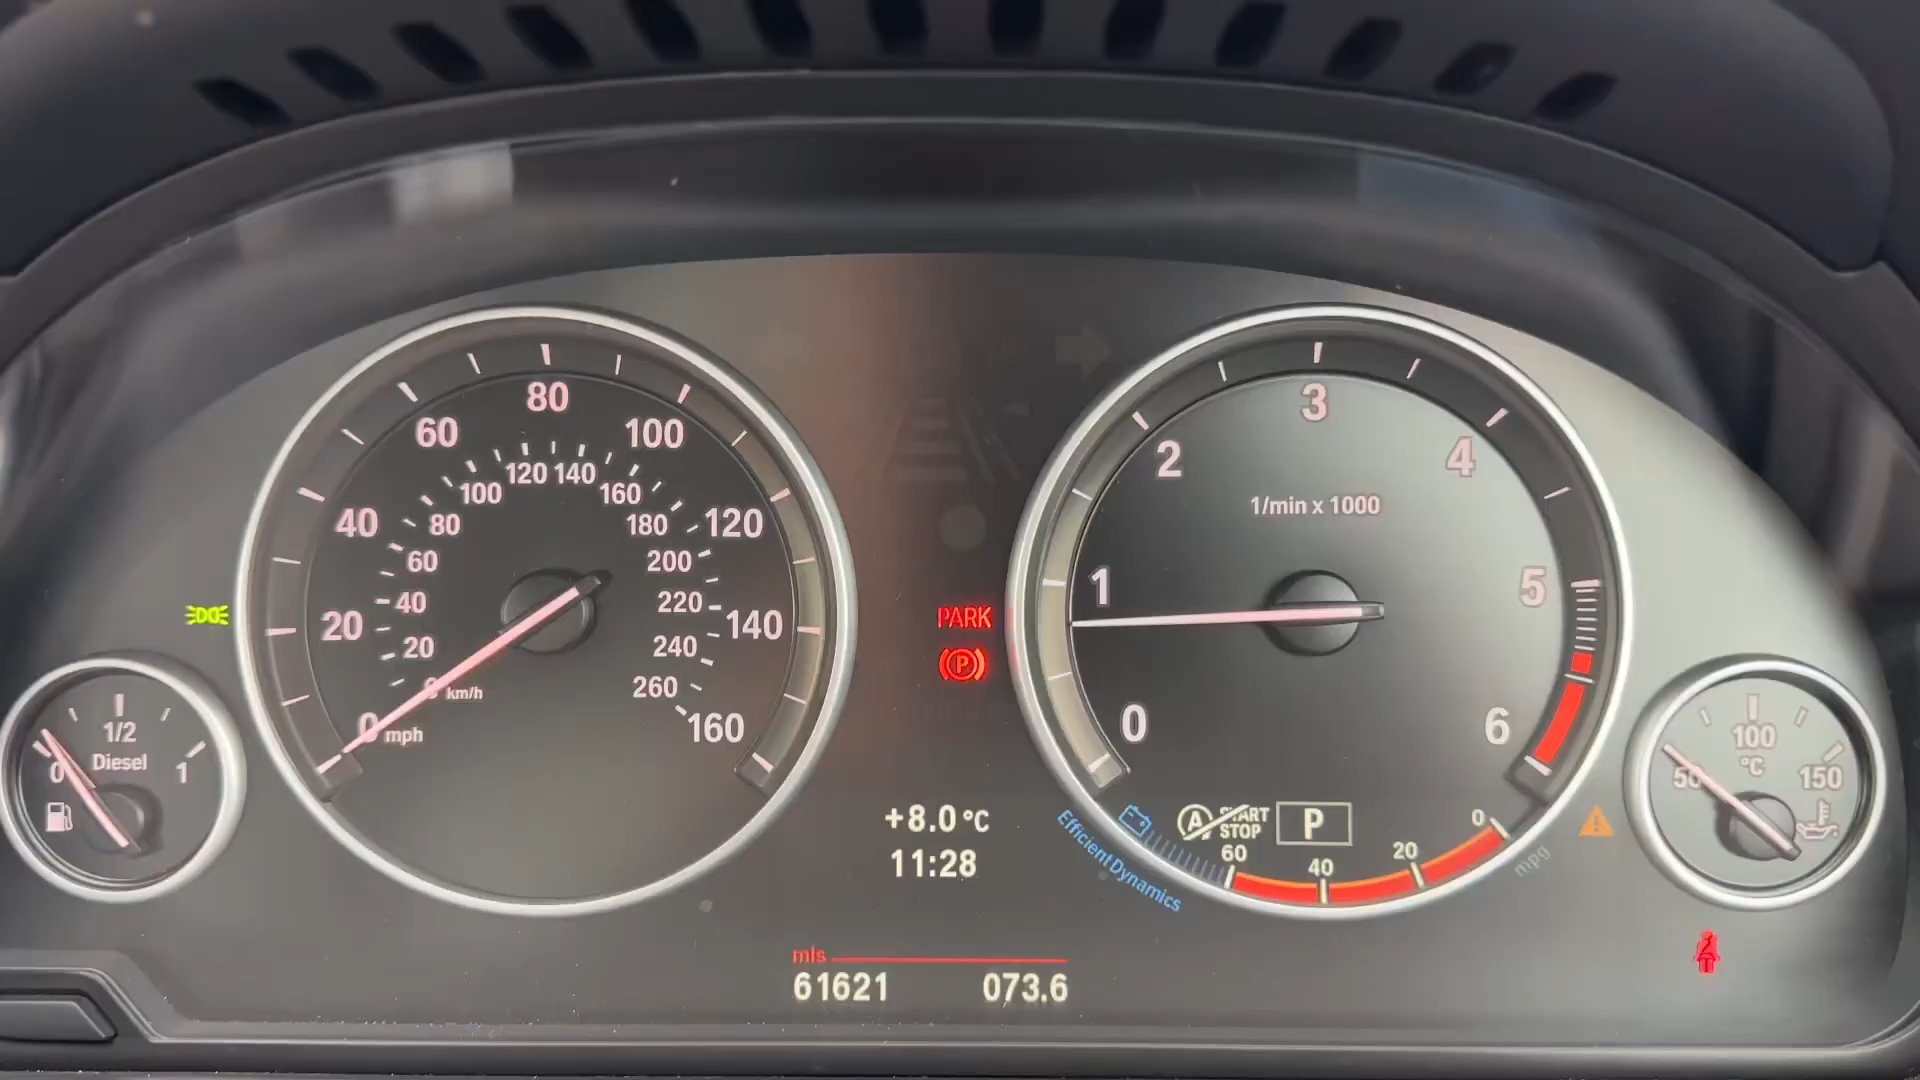 80
60
100
120 140
100
160
40
80
180
120
60
200
20
40
220
140
20
240
0 km/h
260
0 mph
160
1/2
Diesel
0
1
PARK
(P)
+8.0 °C
11:28
mls
61621 073.6
3
2
4
1/min x 1000
1
5
0
6
A START
STOP
P
60
40
20
0
mpg
EfficientDynamics
100
°C
50
150